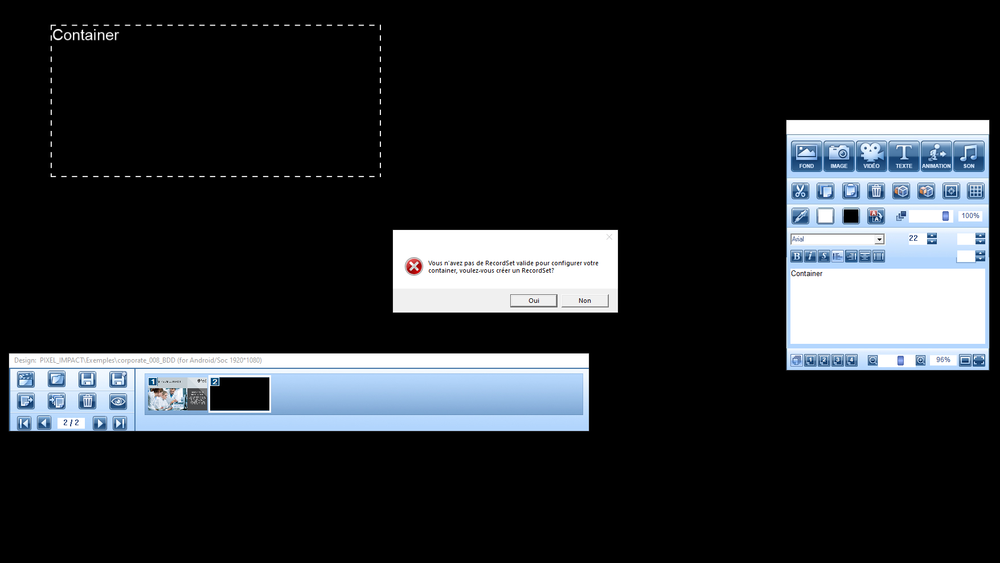 Container
FOND
IMAGE
VIDÉO
TEXTE
ANIMATION
SON
100%
Arial
22
B i S
Container
1 2 3 4
96%
Vous n'avez pas de RecordSet valide pour configurer votre
container, voulez-vous créer un RecordSet?
Oui
Non
Design: PIXEL_IMPACT\Exemples\corporate_008_BDD (for Android/Soc 1920*1080)
1
2
2 / 2